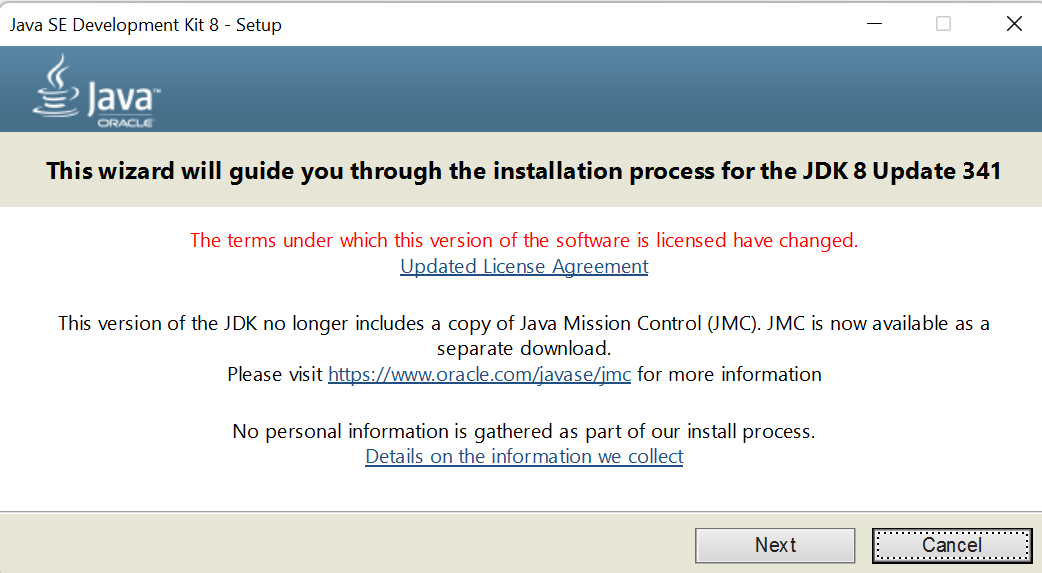 Java SE Development Kit 8 - Setup
Java™
ORACLE
This wizard will guide you through the installation process for the JDK 8 Update 341
The terms under which this version of the software is licensed have changed.
Updated License Agreement
This version of the JDK no longer includes a copy of Java Mission Control (JMC). JMC is now available as a
separate download.
Please visit https://www.oracle.com/javase/jmc for more information
No personal information is gathered as part of our install process.
Details on the information we collect
Next
Cancel